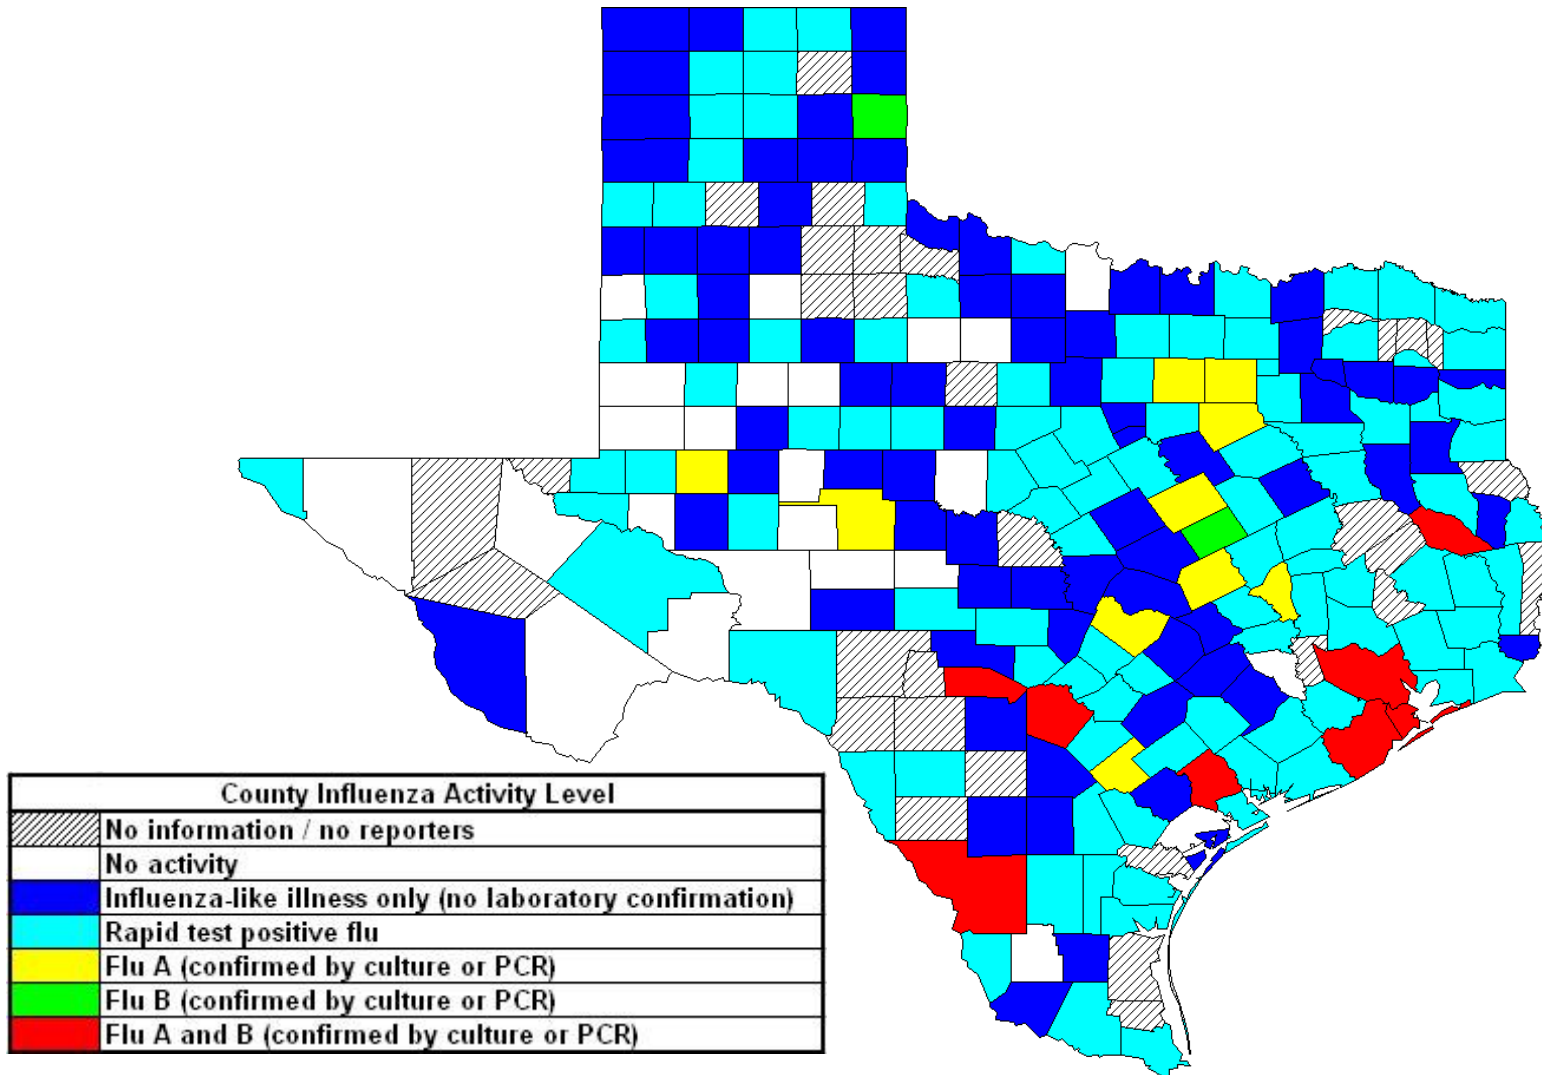 County Influenza Activity Level
No information / no reporters
No activity
Influenza-like illness only (no laboratory confirmation)
Rapid test positive flu
Flu A (confirmed by culture or PCR)
Flu B (confirmed by culture or PCR)
Flu A and B (confirmed by culture or PCR)